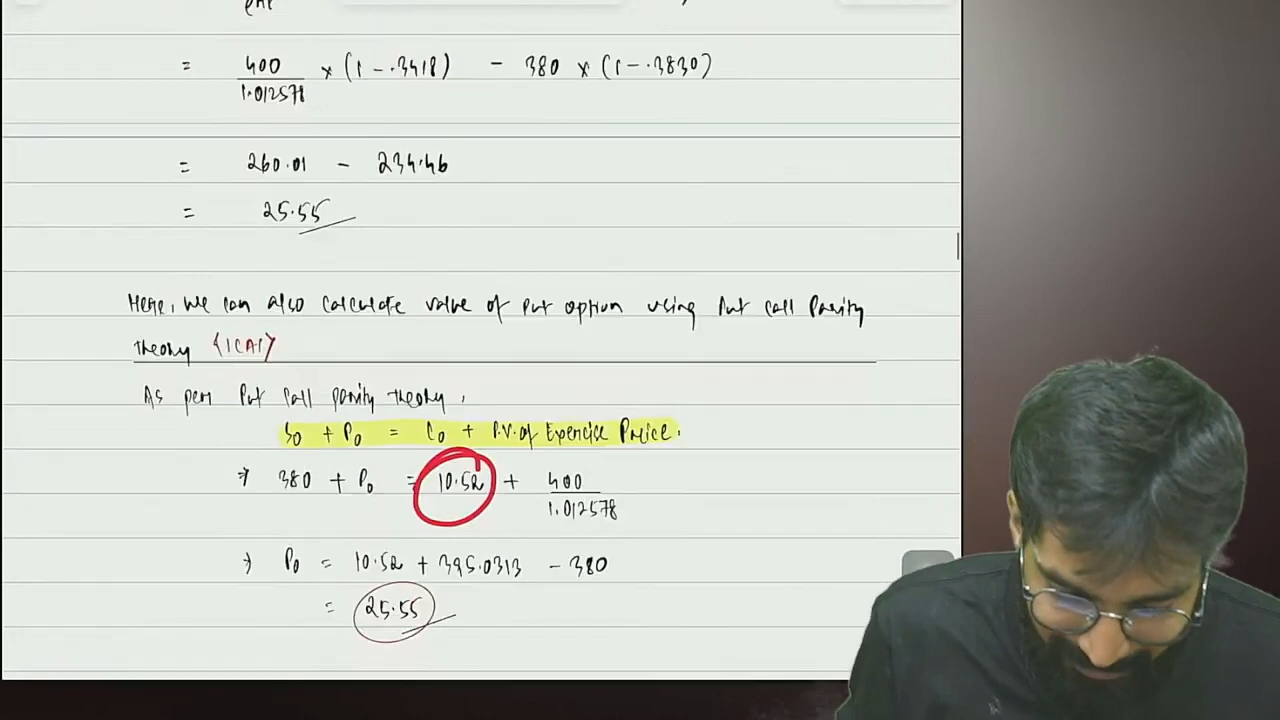 = 400 × (1 - .3418) - 380 × (1 - .3830)
1.012578
= 260.01 - 234.46
= 25.55
Here, we can also calculate value of Put option using Put call Parity
theory {ICAI}
As per Put Call parity theory,
S0 + P0 = C0 + P.V. of Exercise Price.
⇒ 380 + P0 = 10.52 + 400
1.012578
⇒ P0 = 10.52 + 395.0313 - 380
= 25.55